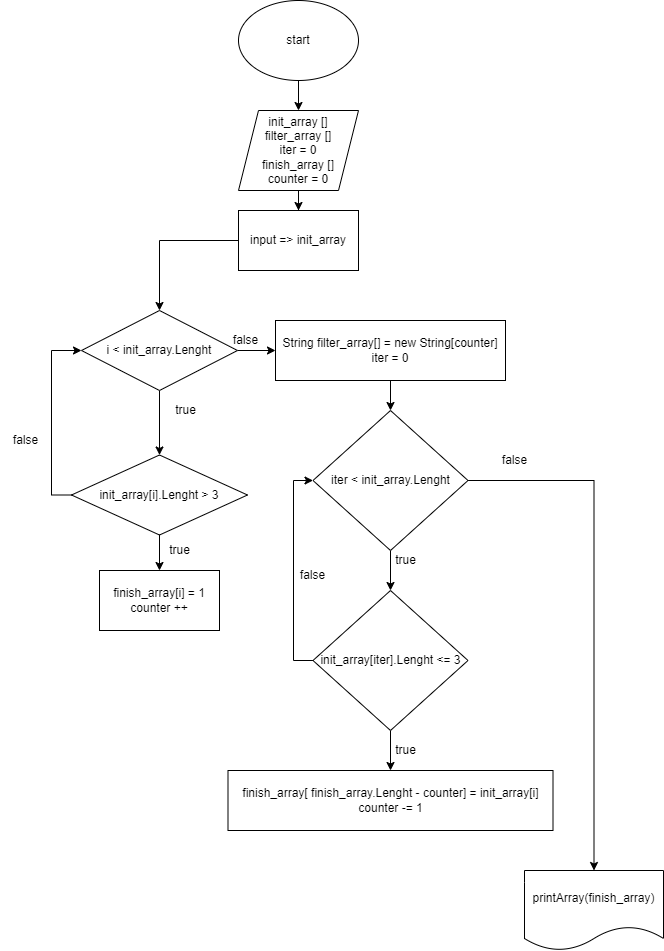 start
init_array []
filter_array []
iter = 0
finish_array []
counter = 0
input => init_array
i < init_array.Lenght
false
String filter_array[] = new String[counter]
iter = 0
true
false
init_array[i].Lenght > 3
true
finish_array[i] = 1
counter ++
iter < init_array.Lenght
false
true
false
init_array[iter].Lenght <= 3
true
finish_array[ finish_array.Lenght - counter] = init_array[i]
counter -= 1
printArray(finish_array)